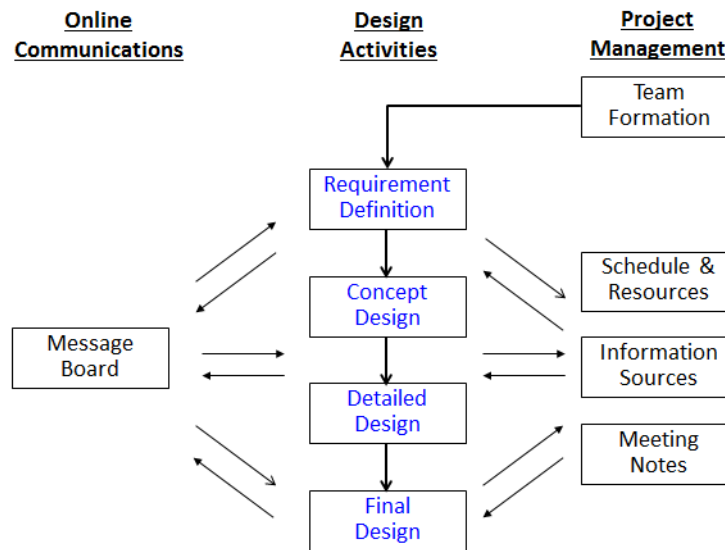 Online
Communications
Design
Activities
Project
Management
Team
Formation
Requirement
Definition
Schedule &
Resources
Concept
Design
Message
Board
Information
Sources
Detailed
Design
Meeting
Notes
Final
Design